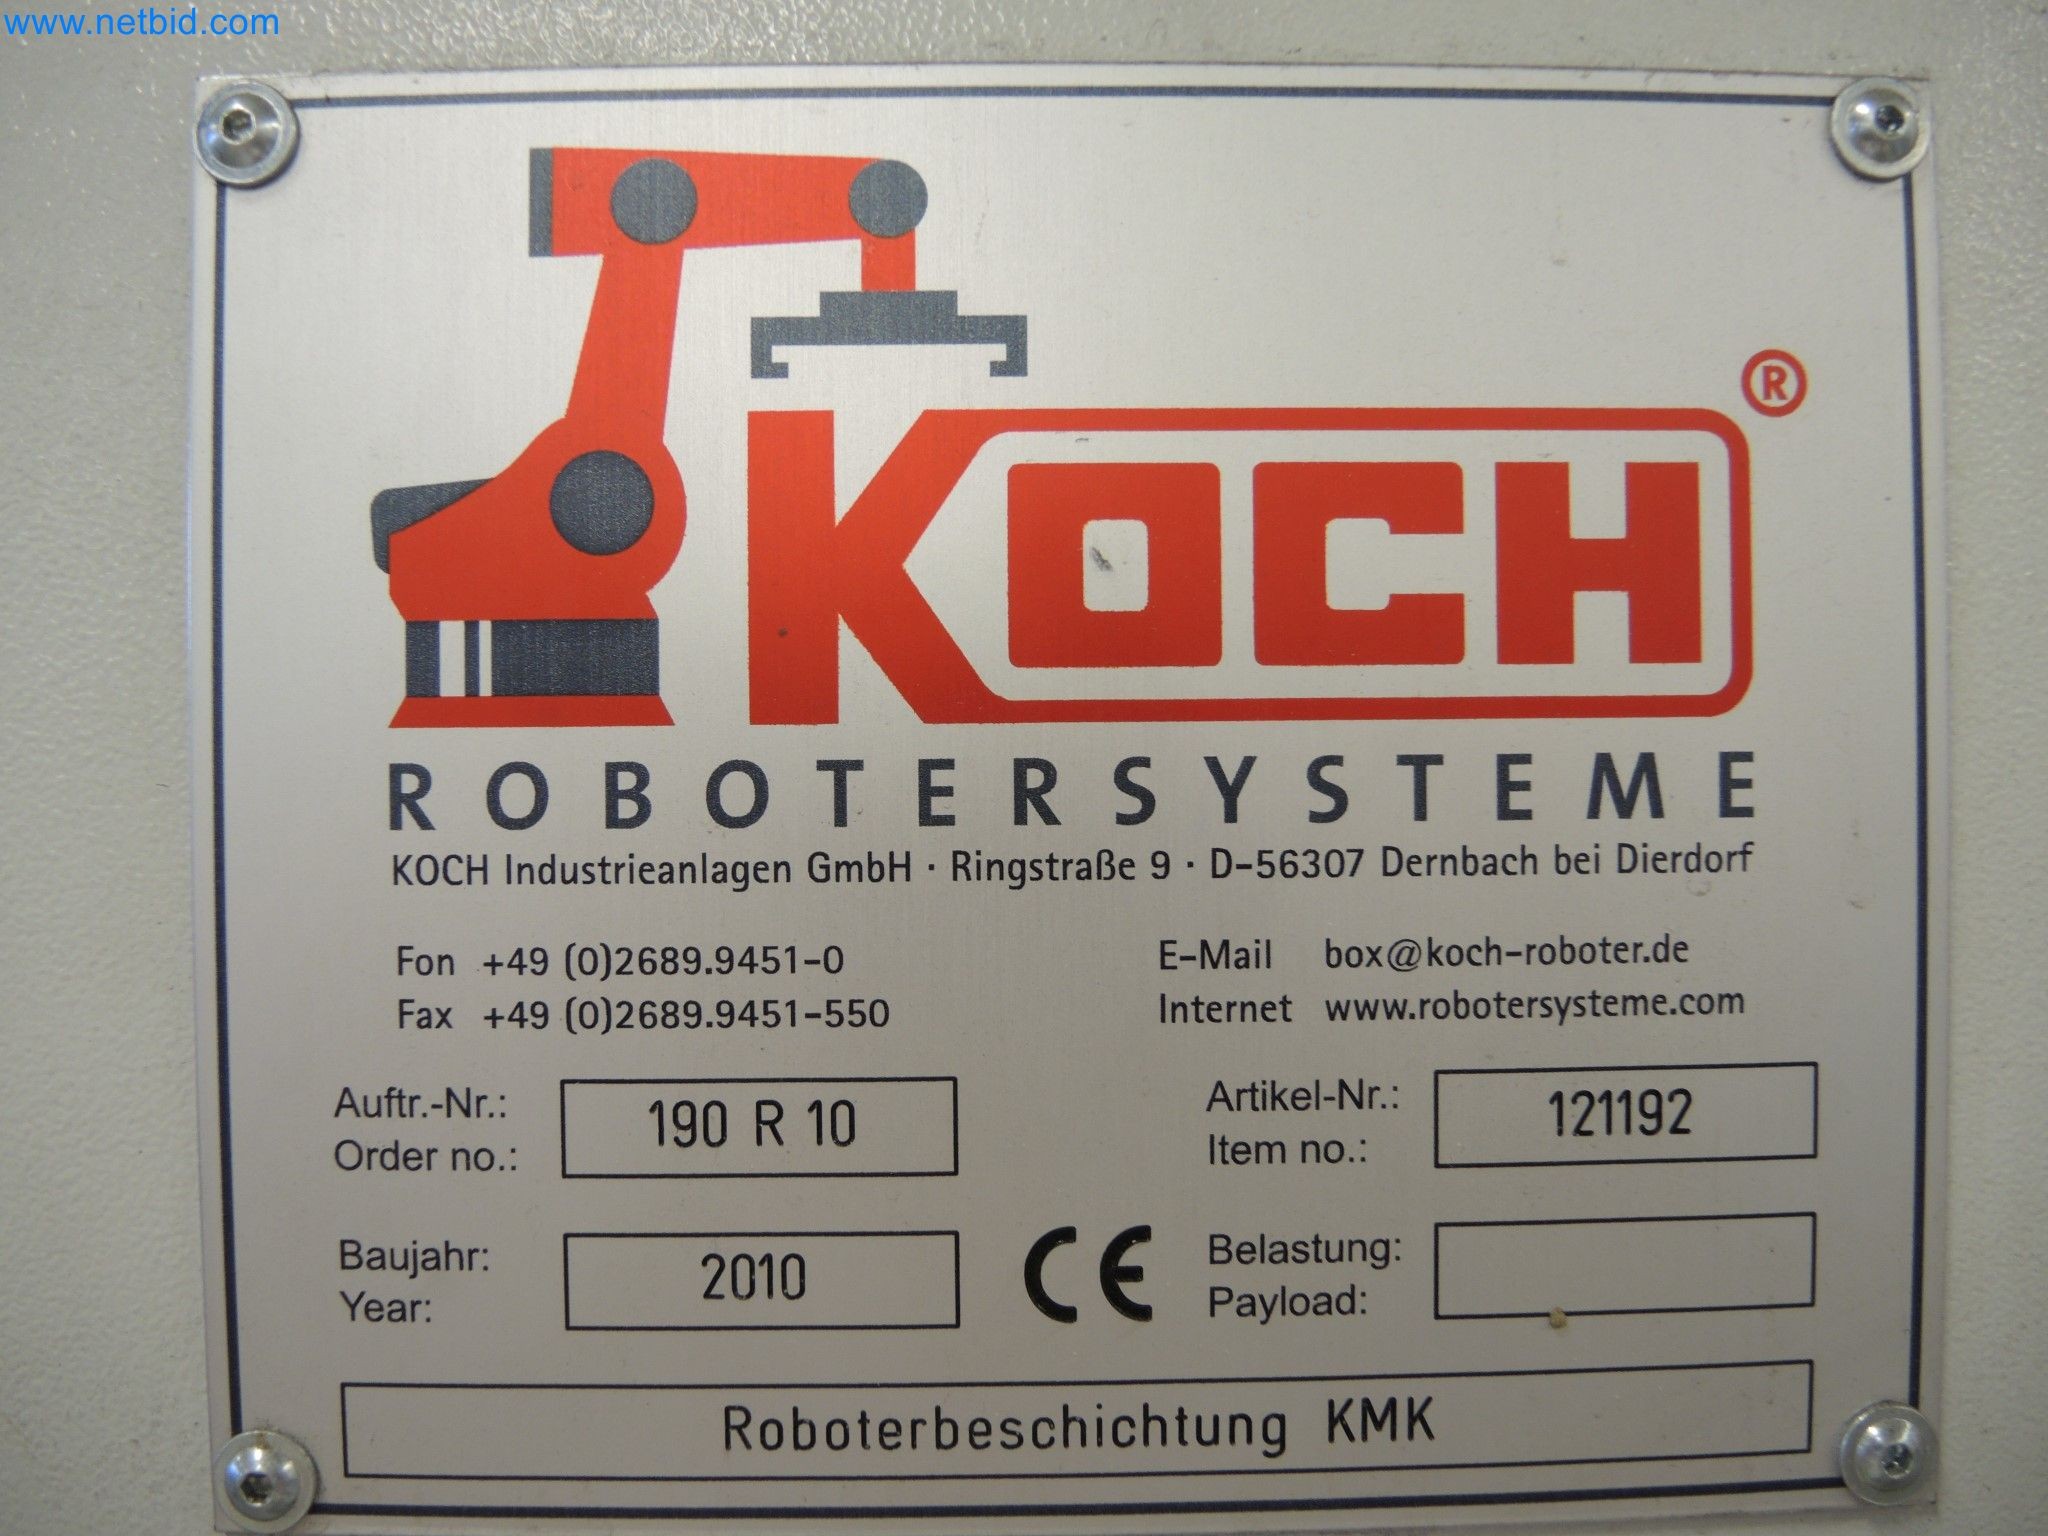 www.netbid.com
KOCH ®
ROBOTERSYSTEME
KOCH Industrieanlagen GmbH · Ringstraße 9 · D-56307 Dernbach bei Dierdorf
Fon +49 (0)2689.9451-0 E-Mail box@koch-roboter.de
Fax +49 (0)2689.9451-550 Internet www.robotersysteme.com
Auftr.-Nr.: Artikel-Nr.:
190 R 10 121192
Order no.: Item no.:
Baujahr: Belastung:
2010 CE
Year: Payload:
Roboterbeschichtung KMK